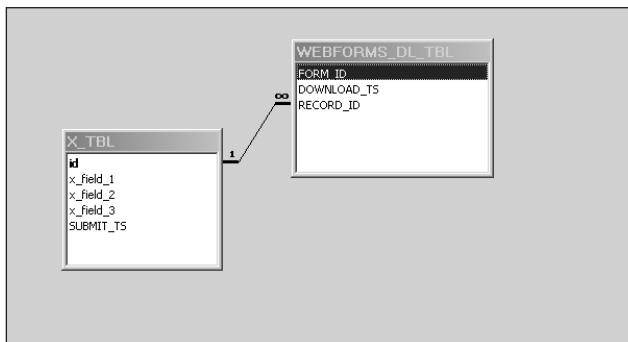 WEBFORMS_DL_TBL
FORM_ID
DOWNLOAD_TS
RECORD_ID
∞
X_TBL
1
id
x_field_1
x_field_2
x_field_3
SUBMIT_TS